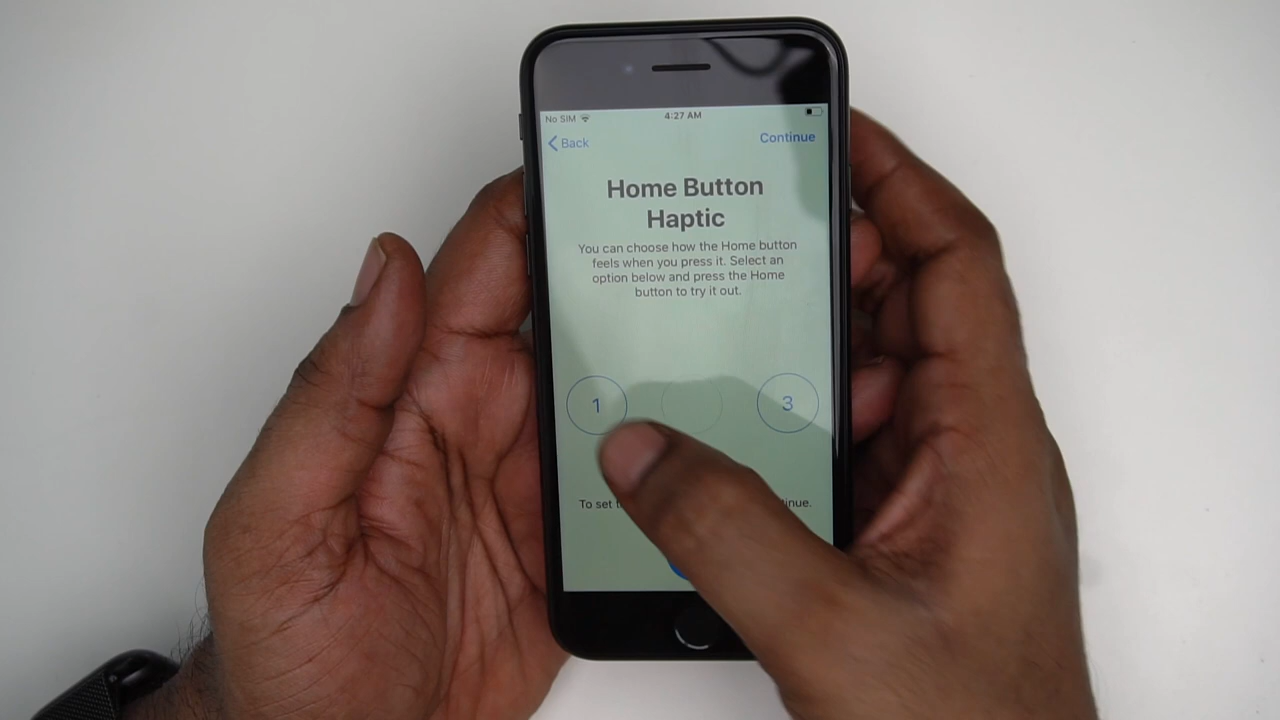 No SIM
4:27 AM
Back
Continue
Home Button
Haptic
You can choose how the Home button
feels when you press it. Select an
option below and press the Home
button to try it out.
1
3
To set